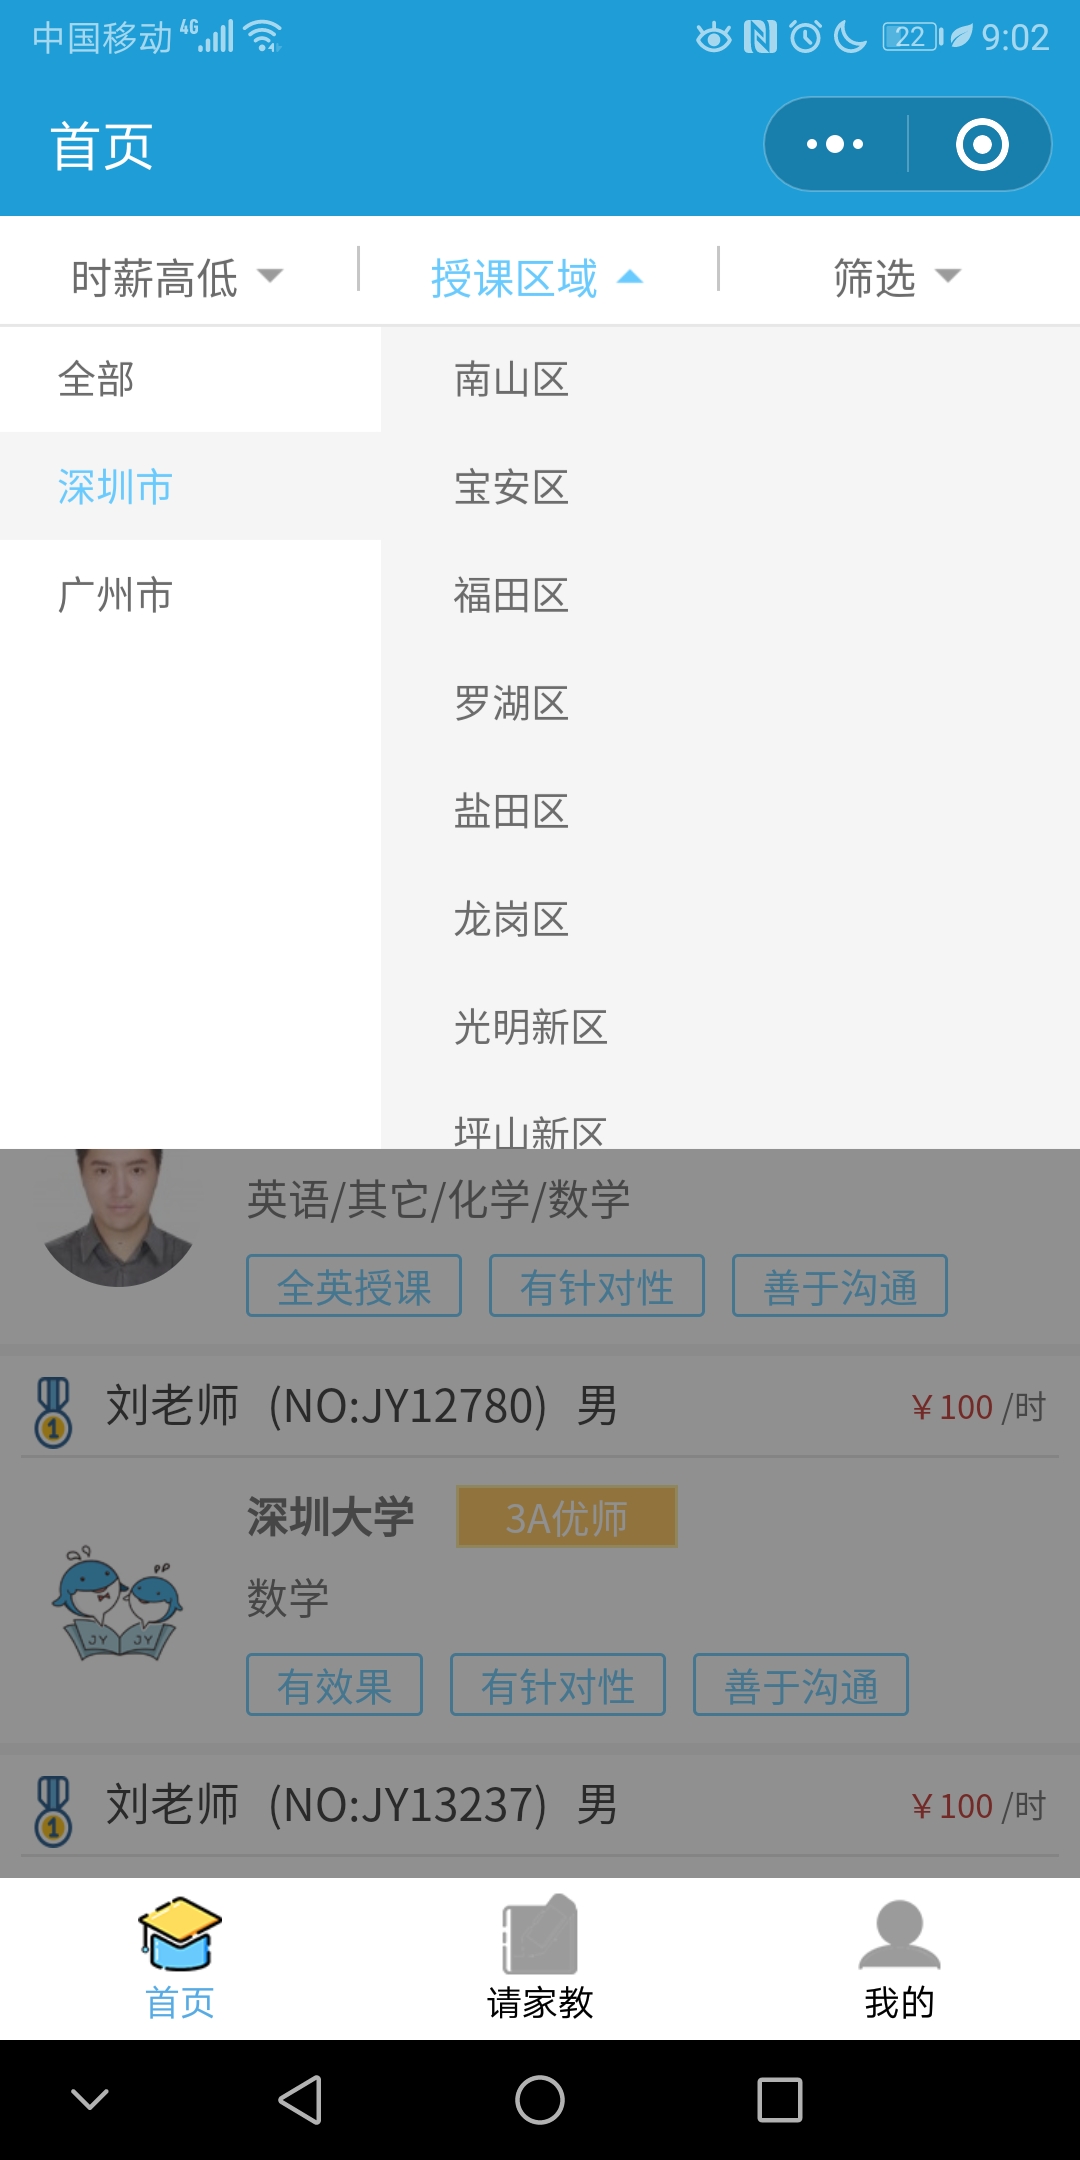 中国移动 4G 22 9:02
首页
时薪高低 授课区域 筛选
全部 南山区
深圳市 宝安区
广州市 福田区
罗湖区
盐田区
龙岗区
光明新区
坪山新区
英语/其它/化学/数学
全英授课 有针对性 善于沟通
1 刘老师 (NO:JY12780) 男 ￥100 /时
深圳大学 3A优师
数学
JY JY
有效果 有针对性 善于沟通
1 刘老师 (NO:JY13237) 男 ￥100 /时
首页 请家教 我的